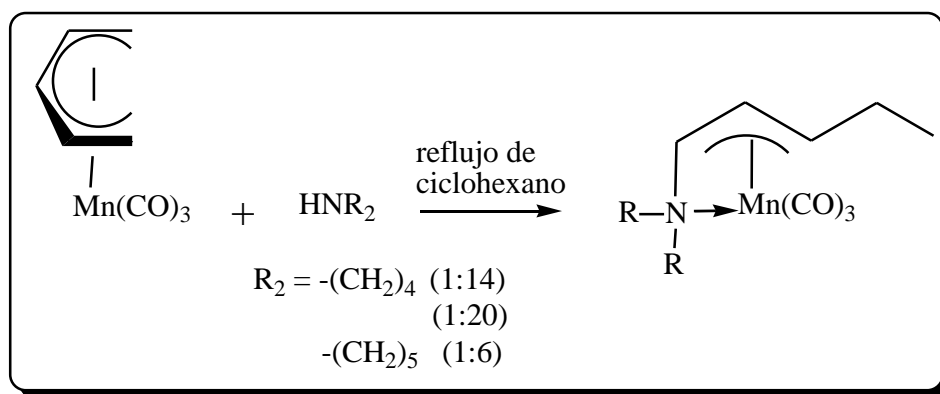 Mn(CO)3 + HNR2 reflujo de
ciclohexano
R–N Mn(CO)3
R
R2 = -(CH2)4 (1:14)
(1:20)
-(CH2)5 (1:6)